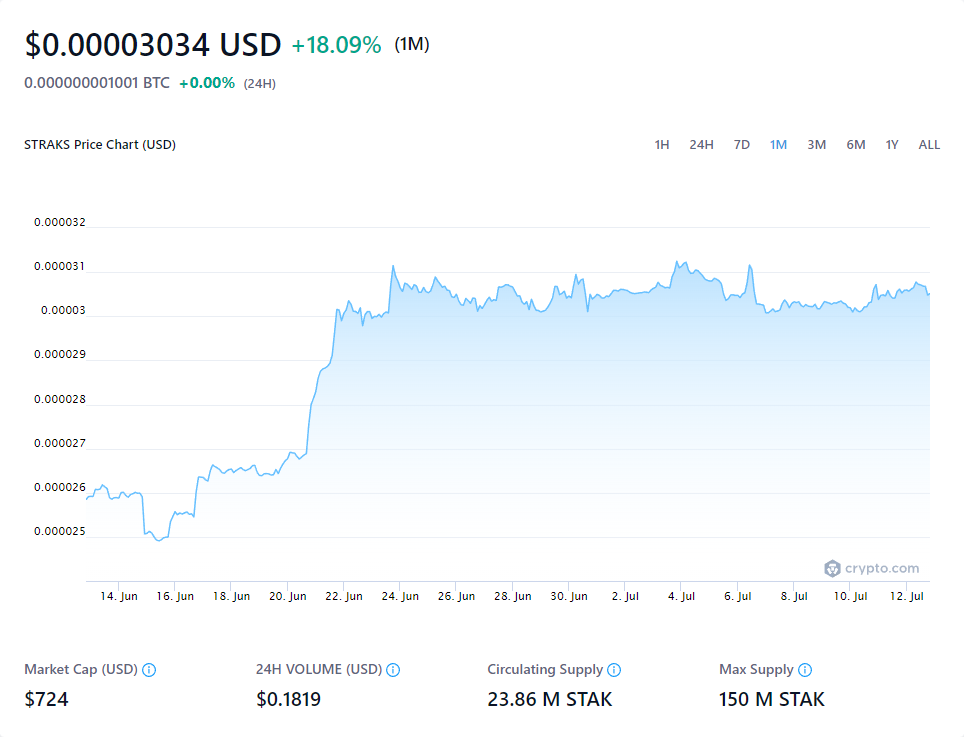 $0.00003034 USD +18.09% (1M)
0.000000001001 BTC +0.00% (24H)
STRAKS Price Chart (USD) 1H 24H 7D 1M 3M 6M 1Y ALL
0.000032
0.000031
0.00003
0.000029
0.000028
0.000027
0.000026
0.000025
crypto.com
14. Jun 16. Jun 18. Jun 20. Jun 22. Jun 24. Jun 26. Jun 28. Jun 30. Jun 2. Jul 4. Jul 6. Jul 8. Jul 10. Jul 12. Jul
Market Cap (USD) 24H VOLUME (USD) Circulating Supply Max Supply
$724 $0.1819 23.86 M STAK 150 M STAK